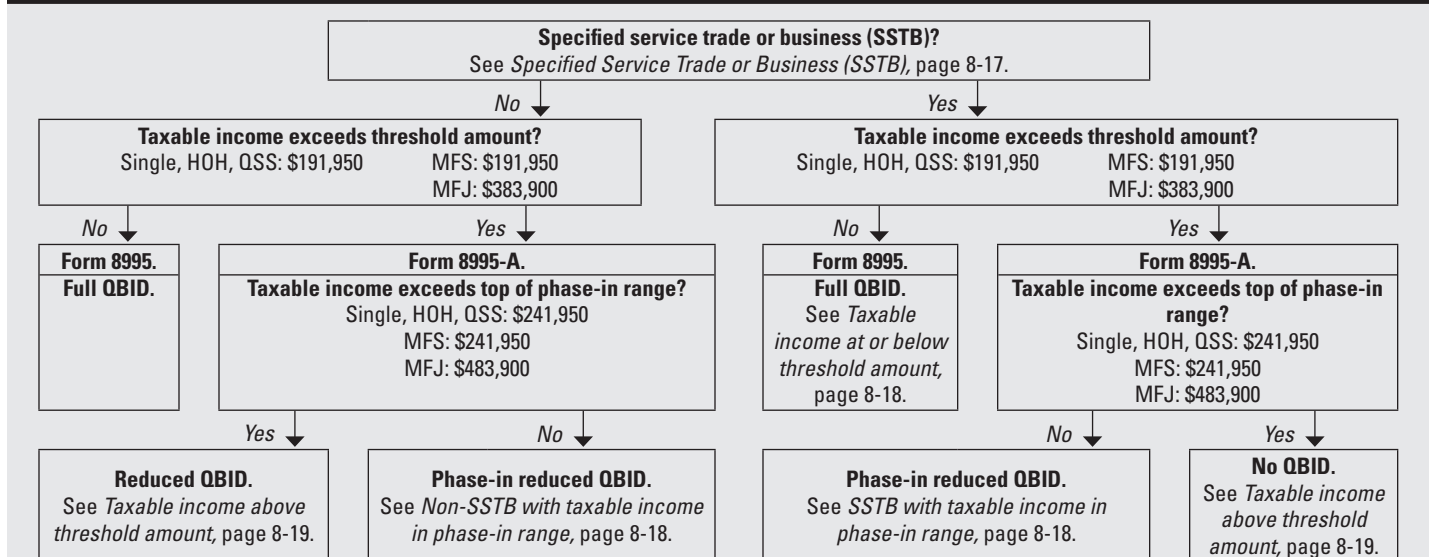 Specified service trade or business (SSTB)?
See Specified Service Trade or Business (SSTB), page 8-17.
No
Yes
Taxable income exceeds threshold amount?
Single, HOH, QSS: $191,950 MFS: $191,950
MFJ: $383,900
Taxable income exceeds threshold amount?
Single, HOH, QSS: $191,950 MFS: $191,950
MFJ: $383,900
No
Yes
No
Yes
Form 8995.
Full QBID.
Form 8995-A.
Taxable income exceeds top of phase-in range?
Single, HOH, QSS: $241,950
MFS: $241,950
MFJ: $483,900
Form 8995.
Full QBID.
See Taxable
income at or below
threshold amount,
page 8-18.
Form 8995-A.
Taxable income exceeds top of phase-in
range?
Single, HOH, QSS: $241,950
MFS: $241,950
MFJ: $483,900
Yes
No
No
Yes
Reduced QBID.
See Taxable income above
threshold amount, page 8-19.
Phase-in reduced QBID.
See Non-SSTB with taxable income
in phase-in range, page 8-18.
Phase-in reduced QBID.
See SSTB with taxable income in
phase-in range, page 8-18.
No QBID.
See Taxable income
above threshold
amount, page 8-19.